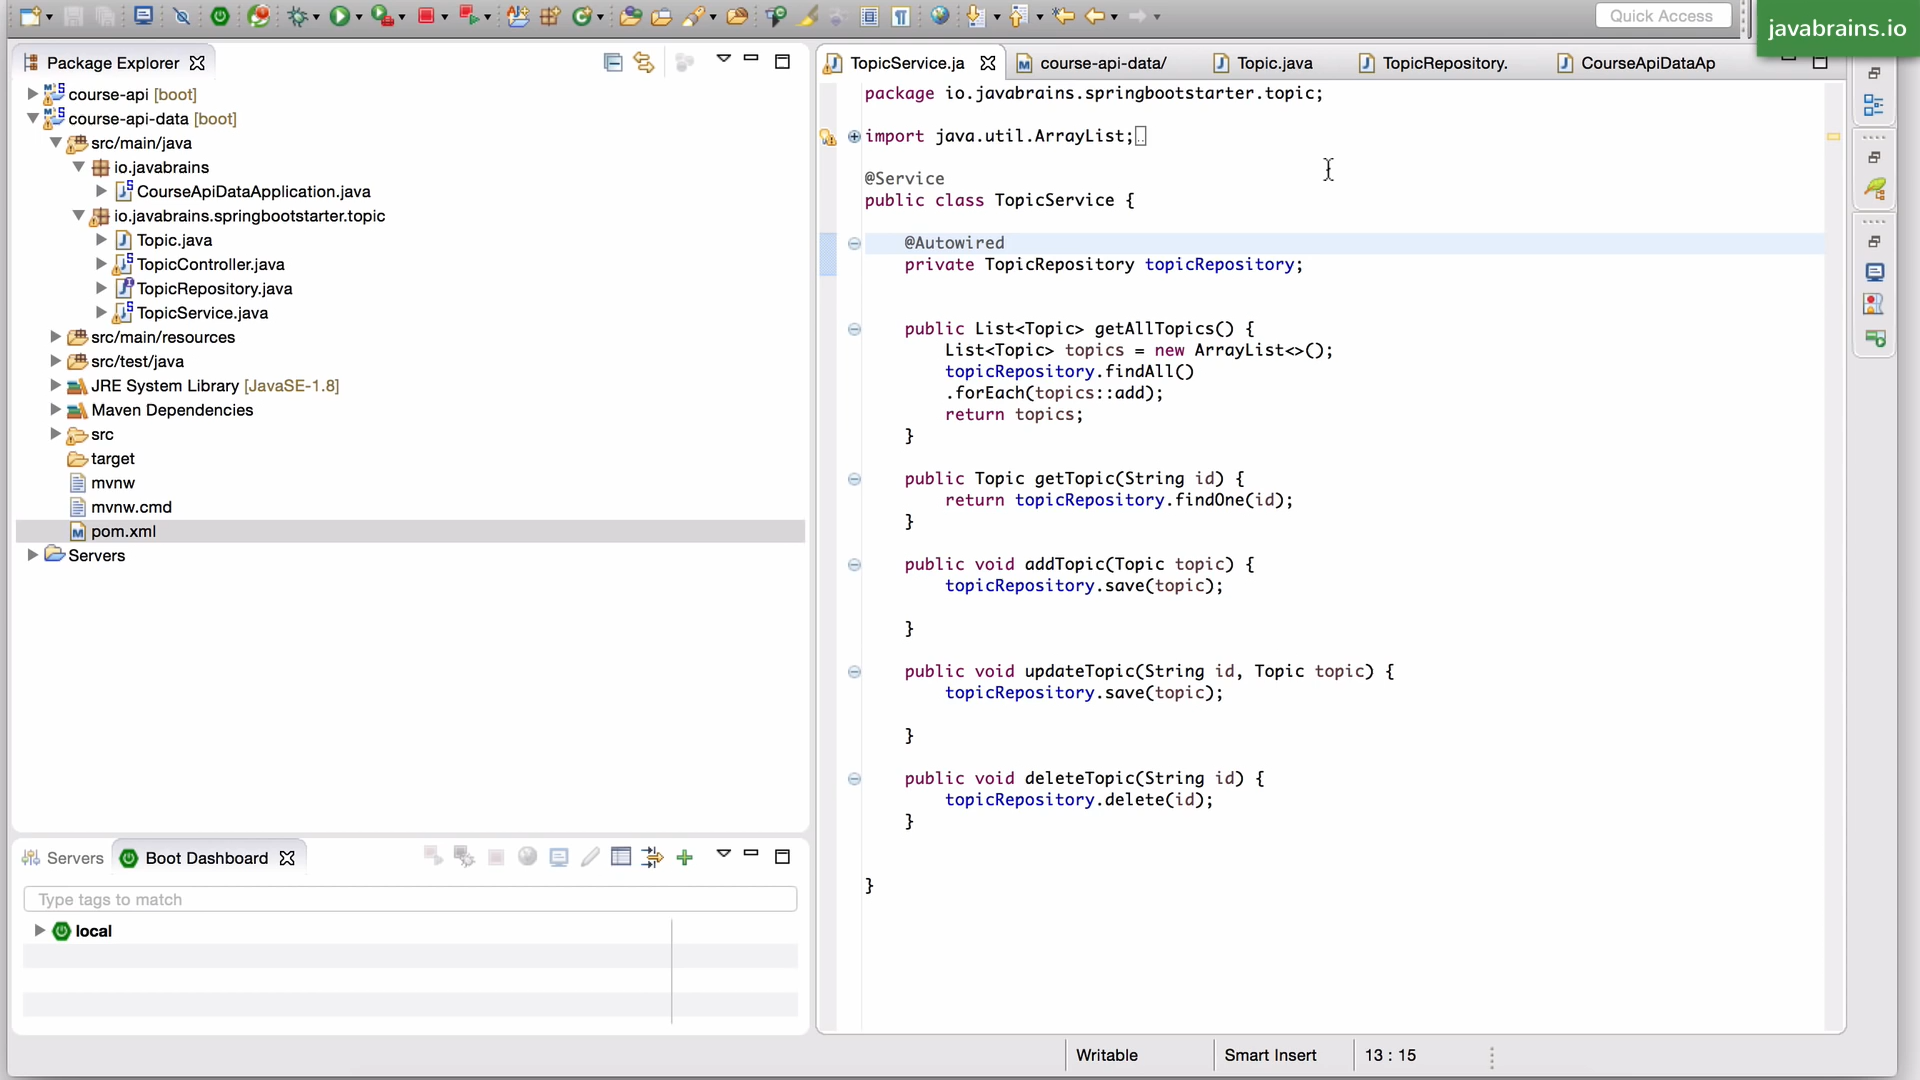 Quick Access
javabrains.io
Package Explorer
course-api [boot]
course-api-data [boot]
src/main/java
io.javabrains
CourseApiDataApplication.java
io.javabrains.springbootstarter.topic
Topic.java
TopicController.java
TopicRepository.java
TopicService.java
src/main/resources
src/test/java
JRE System Library [JavaSE-1.8]
Maven Dependencies
src
target
mvnw
mvnw.cmd
pom.xml
Servers
Servers
Boot Dashboard
Type tags to match
local
TopicService.ja
course-api-data/
Topic.java
TopicRepository.
CourseApiDataAp
package io.javabrains.springbootstarter.topic;
import java.util.ArrayList;
@Service
public class TopicService {
@Autowired
private TopicRepository topicRepository;
public List<Topic> getAllTopics() {
List<Topic> topics = new ArrayList<>();
topicRepository.findAll()
.forEach(topics::add);
return topics;
}
public Topic getTopic(String id) {
return topicRepository.findOne(id);
}
public void addTopic(Topic topic) {
topicRepository.save(topic);
}
public void updateTopic(String id, Topic topic) {
topicRepository.save(topic);
}
public void deleteTopic(String id) {
topicRepository.delete(id);
}
}
Writable
Smart Insert
13 : 15